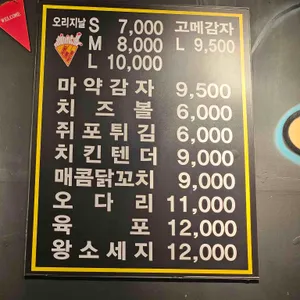 WELCOME
오리지날 S 7,000 고메감자
M 8,000 L 9,500
L 10,000
마약감자 9,500
치즈볼 6,000
쥐포튀김 6,000
치킨텐더 9,000
매콤닭꼬치 9,000
오다리 11,000
육포 12,000
왕소세지 12,000